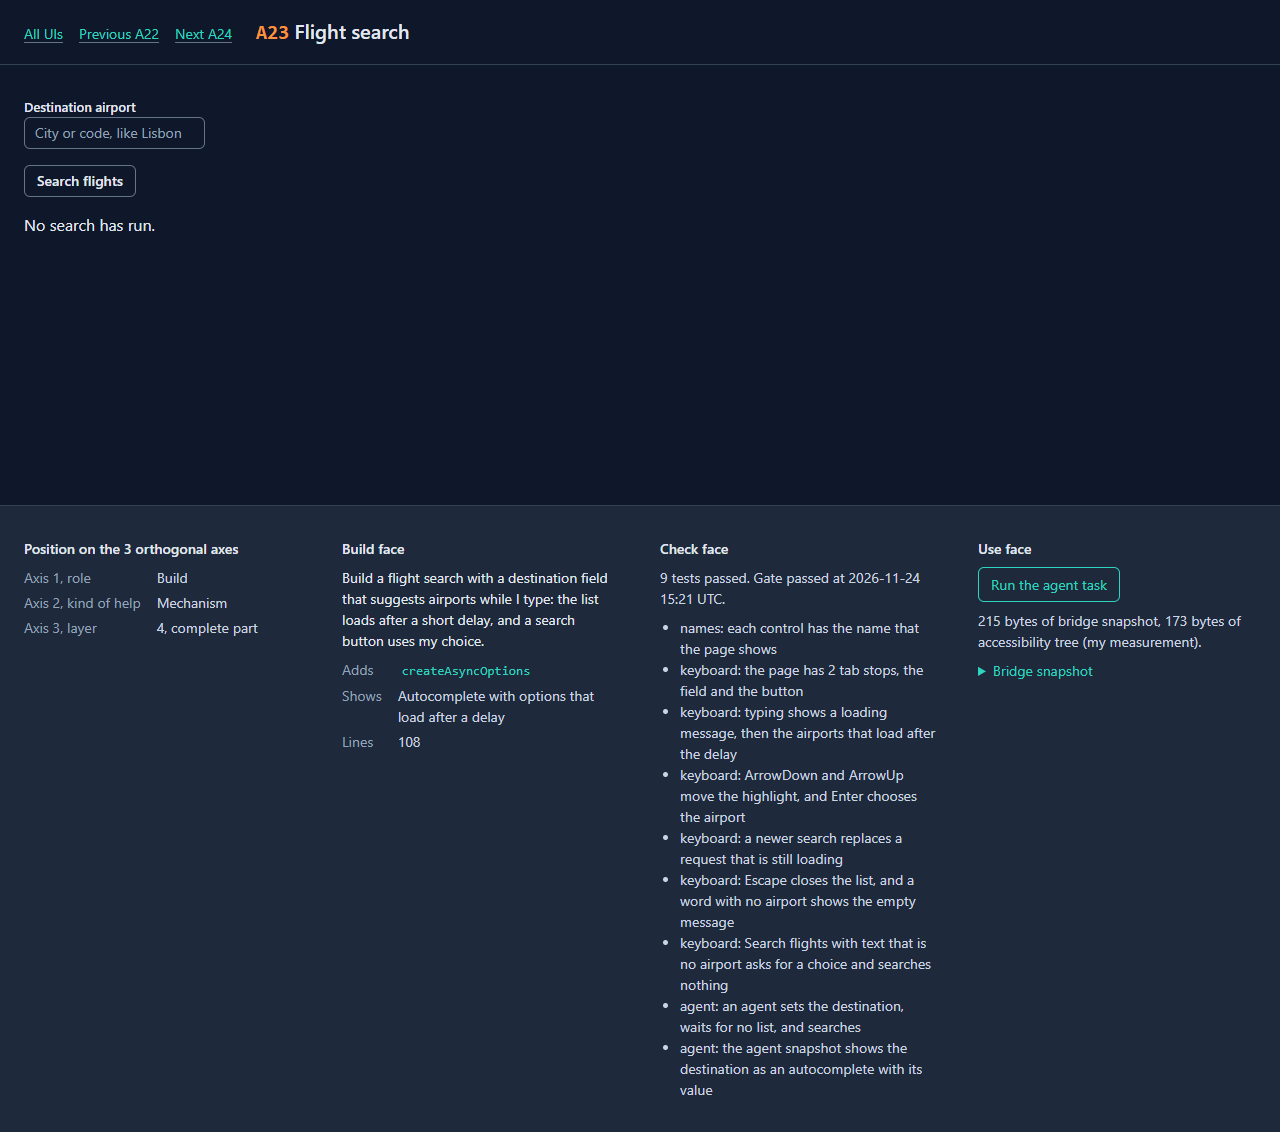 All UIs Previous A22 Next A24 A23 Flight search
Destination airport
City or code, like Lisbon
Search flights
No search has run.
Position on the 3 orthogonal axes
Axis 1, role Build
Axis 2, kind of help Mechanism
Axis 3, layer 4, complete part
Build face
Build a flight search with a destination field
that suggests airports while I type: the list
loads after a short delay, and a search
button uses my choice.
Adds createAsyncOptions
Shows Autocomplete with options that
load after a delay
Lines 108
Check face
9 tests passed. Gate passed at 2026-11-24
15:21 UTC.
• names: each control has the name that
the page shows
• keyboard: the page has 2 tab stops, the
field and the button
• keyboard: typing shows a loading
message, then the airports that load after
the delay
• keyboard: ArrowDown and ArrowUp
move the highlight, and Enter chooses
the airport
• keyboard: a newer search replaces a
request that is still loading
• keyboard: Escape closes the list, and a
word with no airport shows the empty
message
• keyboard: Search flights with text that is
no airport asks for a choice and searches
nothing
• agent: an agent sets the destination,
waits for no list, and searches
• agent: the agent snapshot shows the
destination as an autocomplete with its
value
Use face
Run the agent task
215 bytes of bridge snapshot, 173 bytes of
accessibility tree (my measurement).
▶ Bridge snapshot